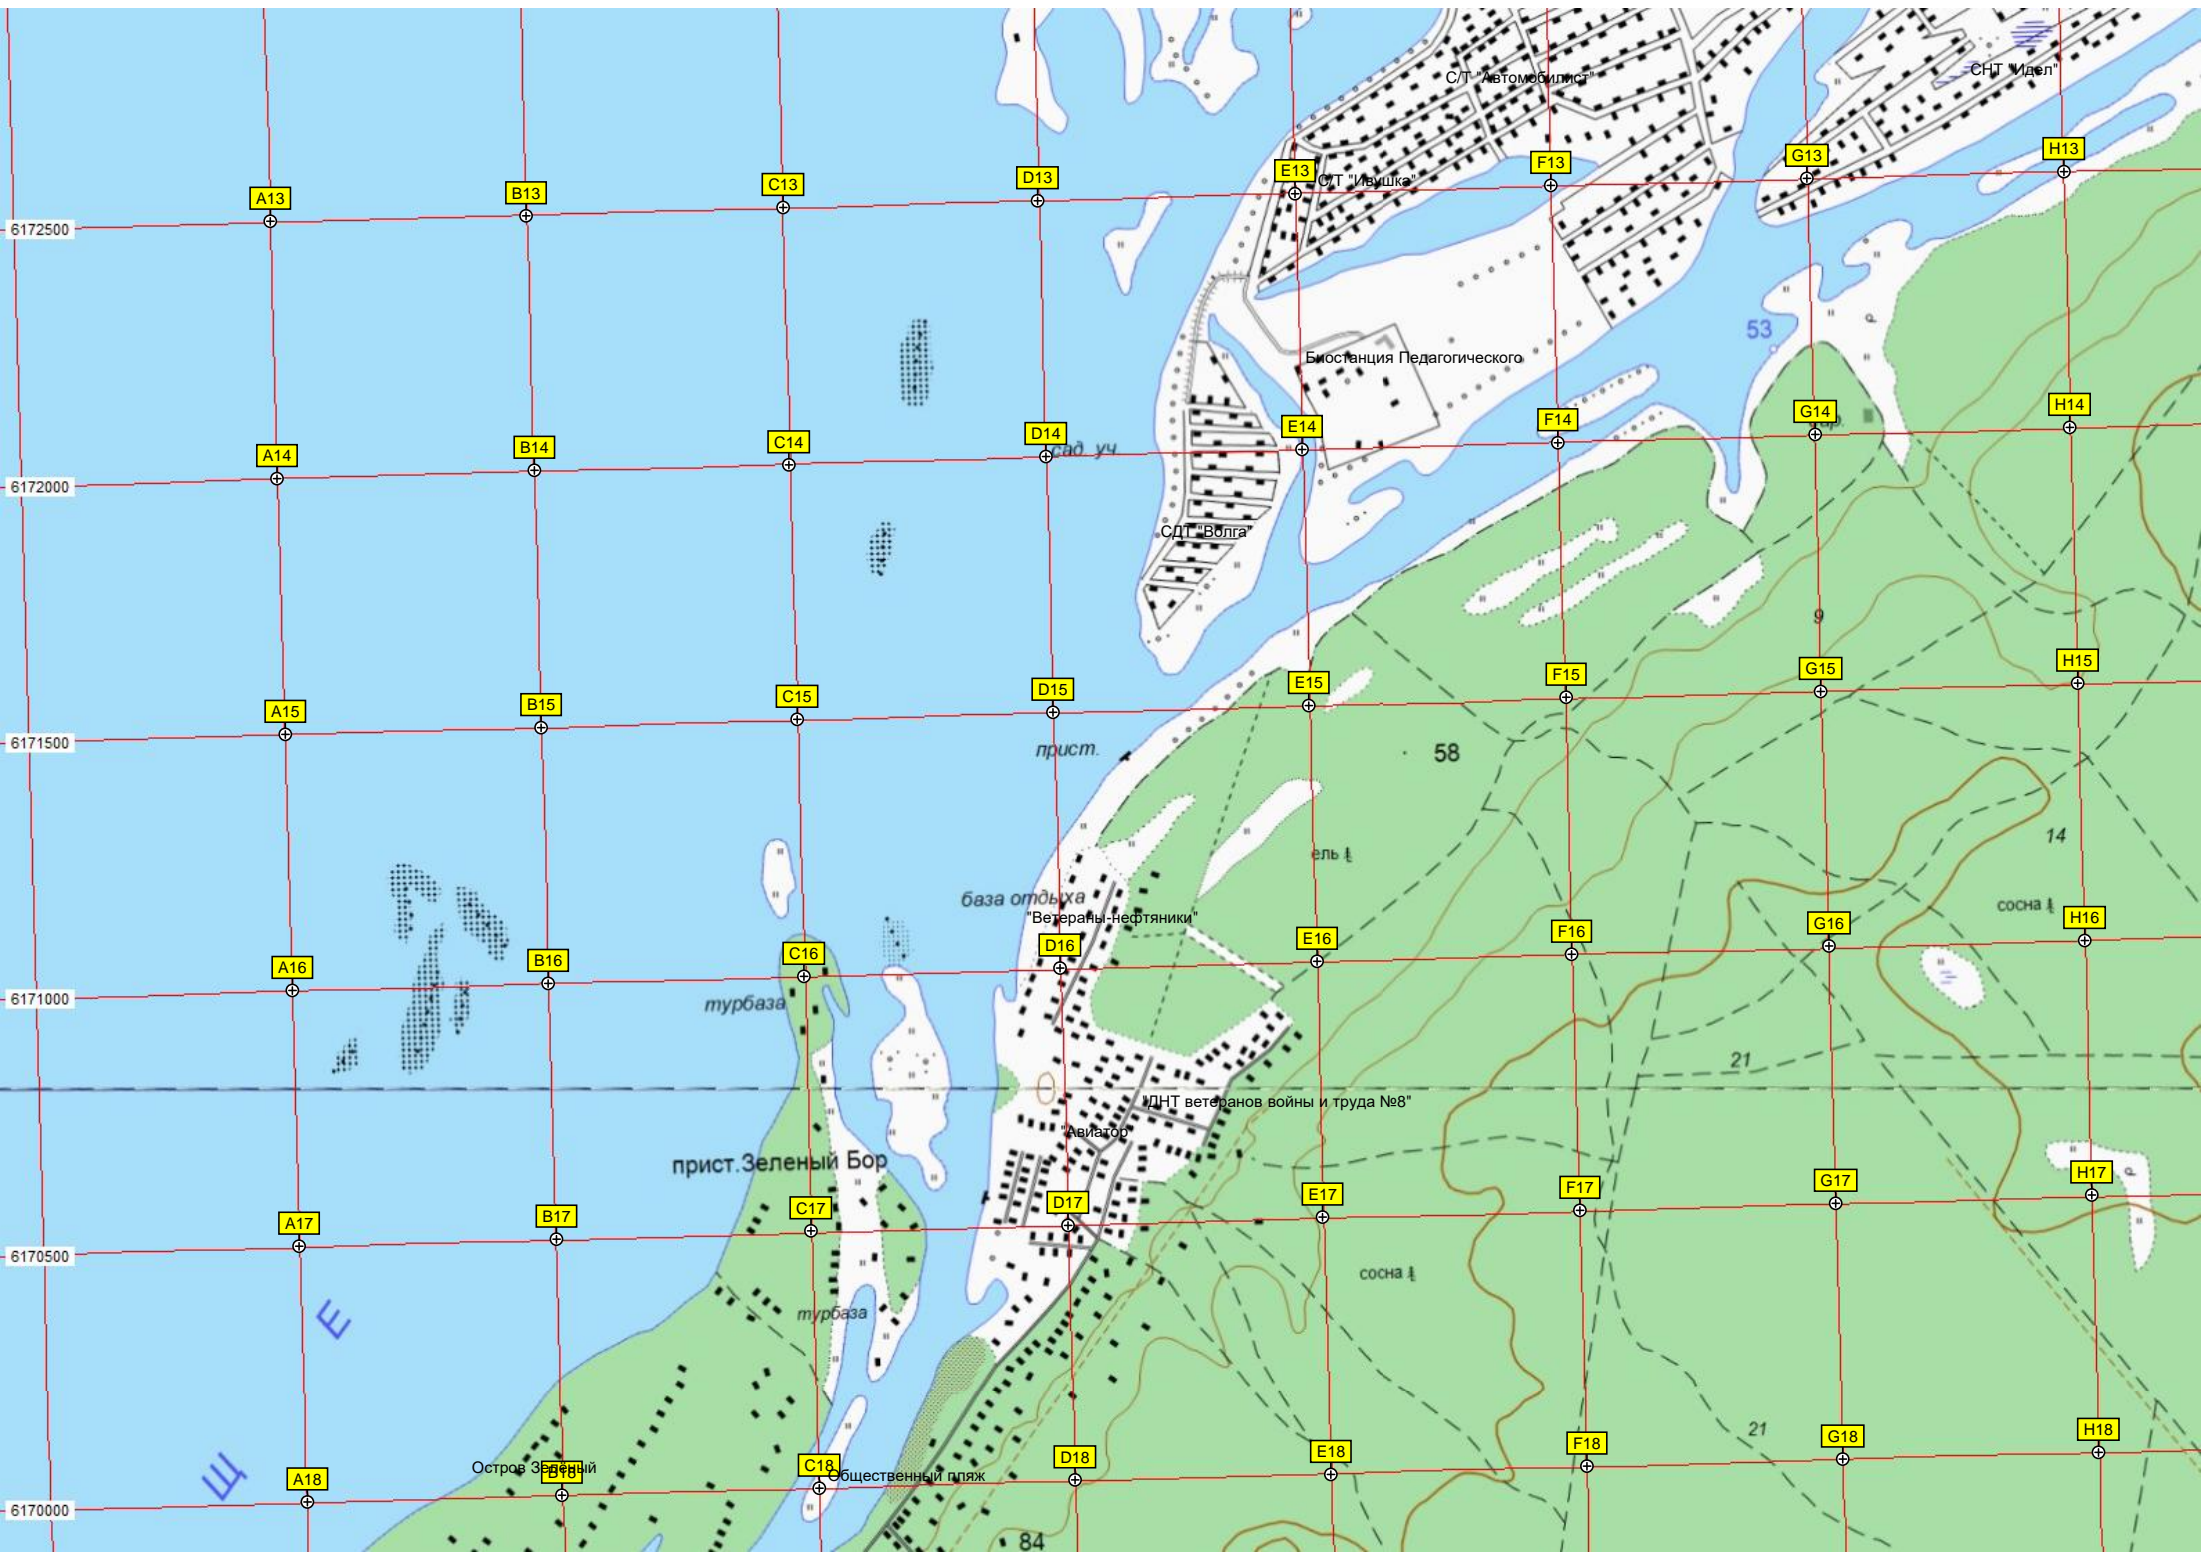 С/Т "Автомобилист"
СНТ "Идел"
A13
B13
C13
D13
E13
С/Т "Ивушка"
F13
G13
H13
6172500
53
Биостанция Педагогического
A14
B14
C14
D14
сад. уч
E14
F14
G14
H14
6172000
СДТ "Волга"
9
A15
B15
C15
D15
E15
F15
G15
H15
6171500
прист.
58
14
ель
база отдыха
"Ветераны-нефтяники"
сосна
A16
B16
C16
D16
E16
F16
G16
H16
6171000
турбаза
21
"ДНТ ветеранов войны и труда №8"
"Авиатор"
прист.Зеленый Бор
р
A17
B17
C17
D17
E17
F17
G17
H17
6170500
сосна
Е
турбаза
21
Щ
Остров Зеленый
A18
B18
C18
Общественный пляж
D18
E18
F18
G18
H18
6170000
84